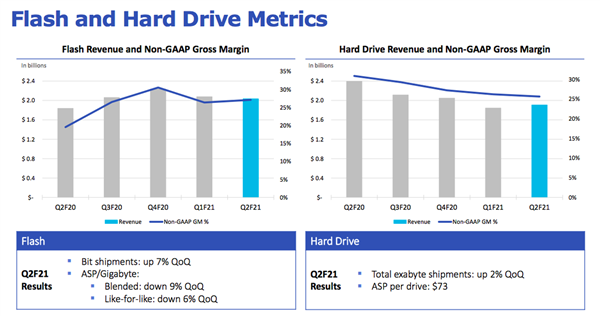 Flash and Hard Drive Metrics
Flash Revenue and Non-GAAP Gross Margin
In billions
$ 2.4
$ 2.0
$ 1.6
$ 1.2
$ 0.8
$ 0.4
$-
35%
30%
25%
20%
15%
10%
5%
0%
Q2F20
Q3F20
Q4F20
Q1F21
Q2F21
Revenue
Non-GAAP GM %
Hard Drive Revenue and Non-GAAP Gross Margin
In billions
$ 2.4
$ 2.0
$ 1.6
$ 1.2
$ 0.8
$ 0.4
$-
30%
25%
20%
15%
10%
5%
0%
Q2F20
Q3F20
Q4F20
Q1F21
Q2F21
Revenue
Non-GAAP GM %
Flash
Q2F21
Results
Bit shipments: up 7% QoQ
ASP/Gigabyte:
Blended: down 9% QoQ
Like-for-like: down 6% QoQ
Hard Drive
Q2F21
Results
Total exabyte shipments: up 2% QoQ
ASP per drive: $73